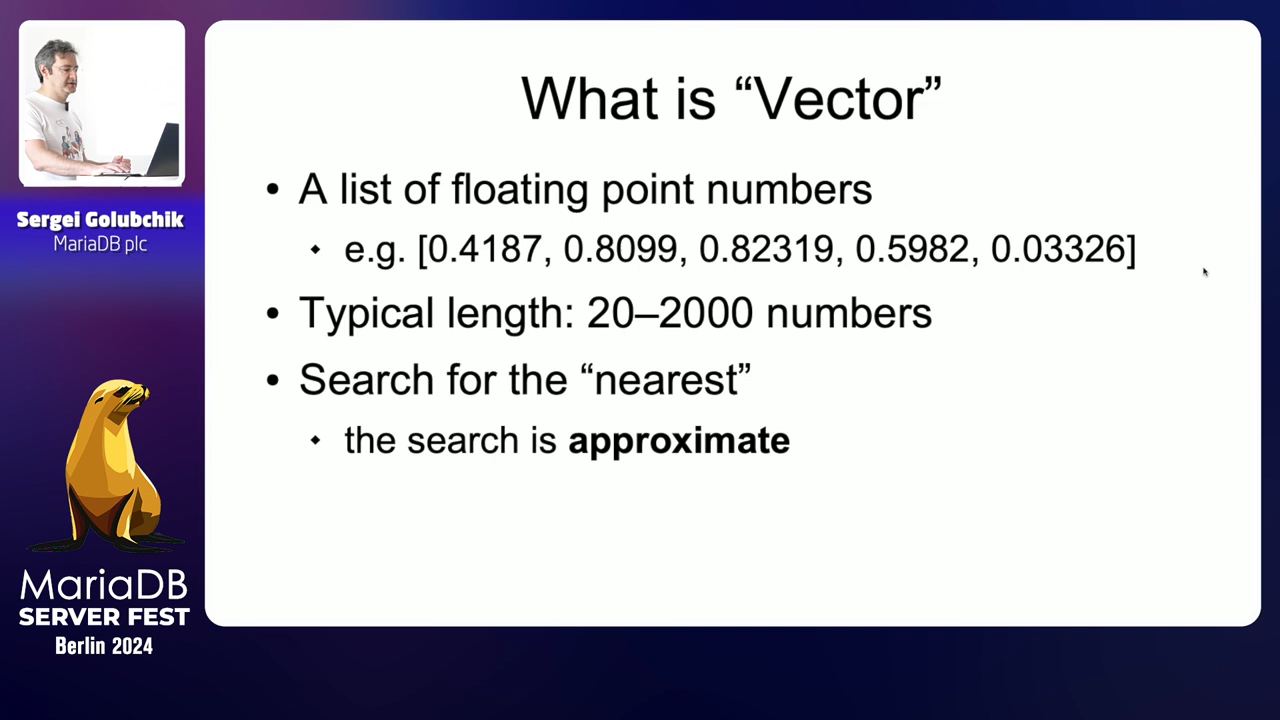 What is “Vector”
• A list of floating point numbers
e.g. [0.4187, 0.8099, 0.82319, 0.5982, 0.03326]
• Typical length: 20–2000 numbers
• Search for the “nearest”
the search is approximate
Sergei Golubchik
MariaDB plc
MariaDB
SERVER FEST
Berlin 2024